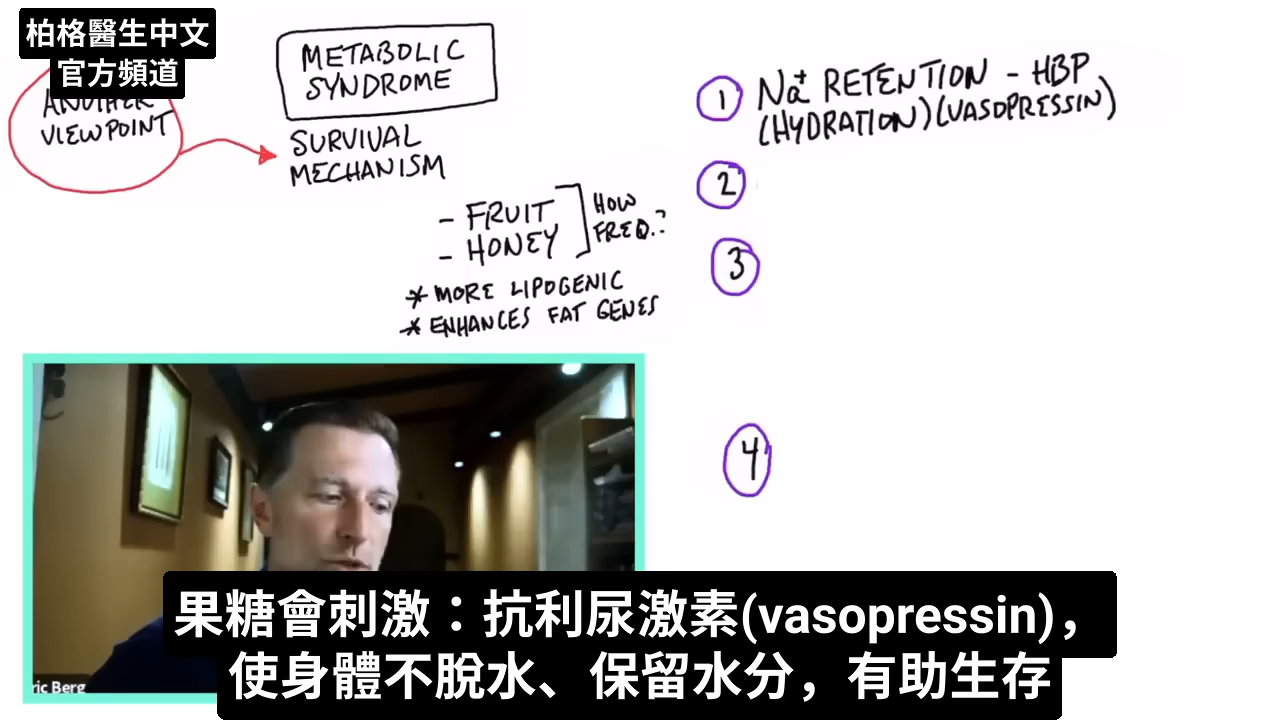 柏格醫生中文
官方頻道
ANOTHER
VIEWPOINT
METABOLIC
SYNDROME
SURVIVAL
MECHANISM
- FRUIT
- HONEY
HOW
FREQ.?
* MORE LIPOGENIC
* ENHANCES FAT GENES
1 Na+ RETENTION - HBP
(HYDRATION) (VASOPRESSIN)
2
3
4
ric Berg
果糖會刺激：抗利尿激素(vasopressin)，
使身體不脫水、保留水分，有助生存